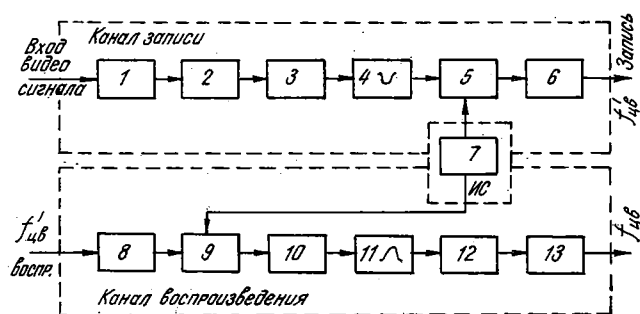 Канал записи
Вход
видео
сигнала
1
2
3
4
5
6
Запись
f'цв
7
ИС
f'цв
воспр.
8
9
10
11
12
13
fцв
Канал воспроизведения